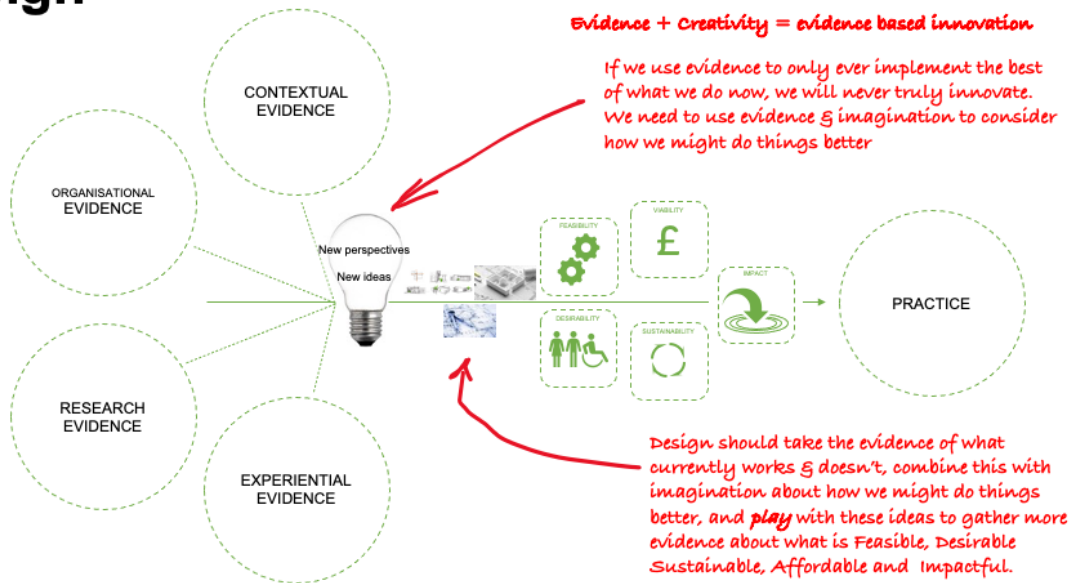 Evidence + Creativity = evidence based innovation
If we use evidence to only ever implement the best
of what we do now, we will never truly innovate.
We need to use evidence & imagination to consider
how we might do things better
CONTEXTUAL
EVIDENCE
ORGANISATIONAL
EVIDENCE
New perspectives
New ideas
FEASIBILITY
VIABILITY
£
IMPACT
DESIRABILITY
SUSTAINABILITY
PRACTICE
RESEARCH
EVIDENCE
EXPERIENTIAL
EVIDENCE
Design should take the evidence of what
currently works & doesn't, combine this with
imagination about how we might do things
better, and play with these ideas to gather more
evidence about what is Feasible, Desirable
Sustainable, Affordable and Impactful.